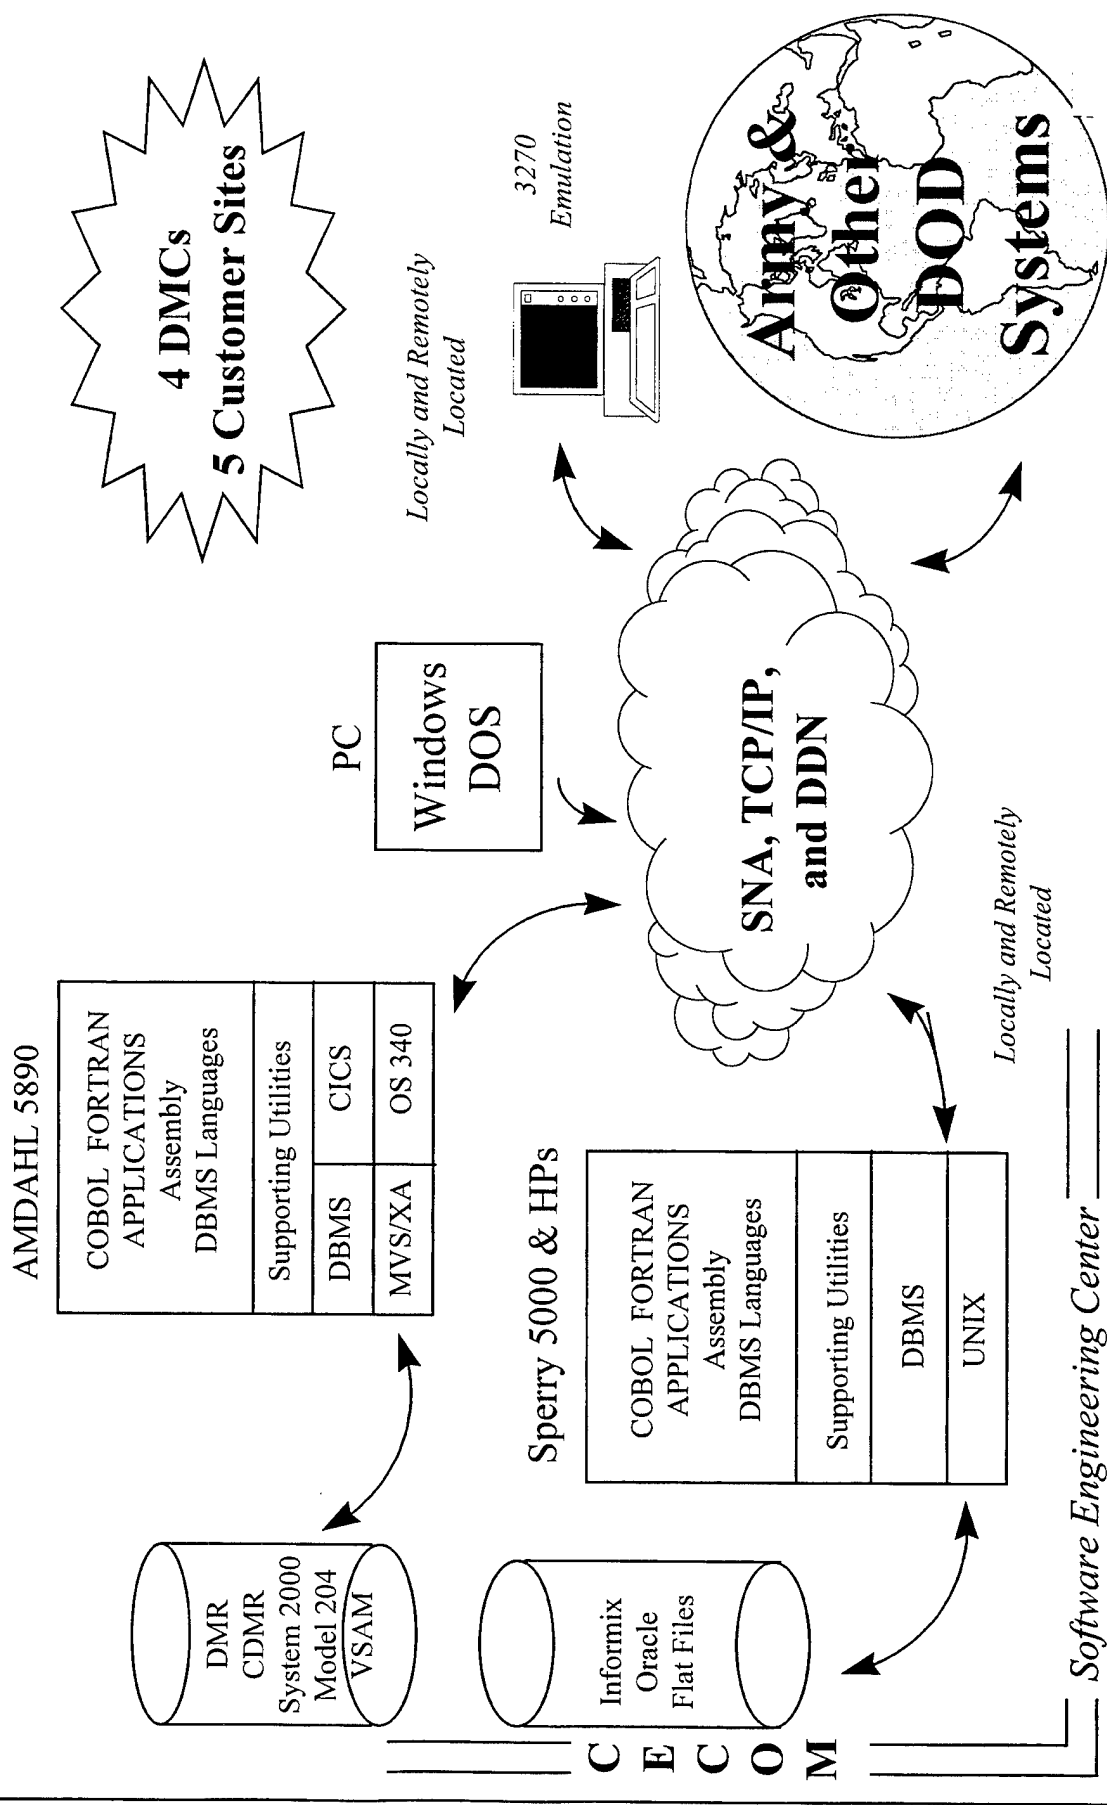 4 DMCs
5 Customer Sites
AMDAHL 5890
COBOL FORTRAN
APPLICATIONS
Assembly
DBMS Languages
Supporting Utilities
DBMS
CICS
MVS/XA
OS 340
DMR
CDMR
System 2000
Model 204
VSAM
PC
Windows
DOS
Locally and Remotely
Located
3270
Emulation
Sperry 5000 & HPs
COBOL FORTRAN
APPLICATIONS
Assembly
DBMS Languages
Supporting Utilities
DBMS
UNIX
Informix
Oracle
Flat Files
SNA, TCP/IP,
and DDN
Army &
Other
DOD
Systems
Locally and Remotely
Located
C
E
C
O
M
Software Engineering Center